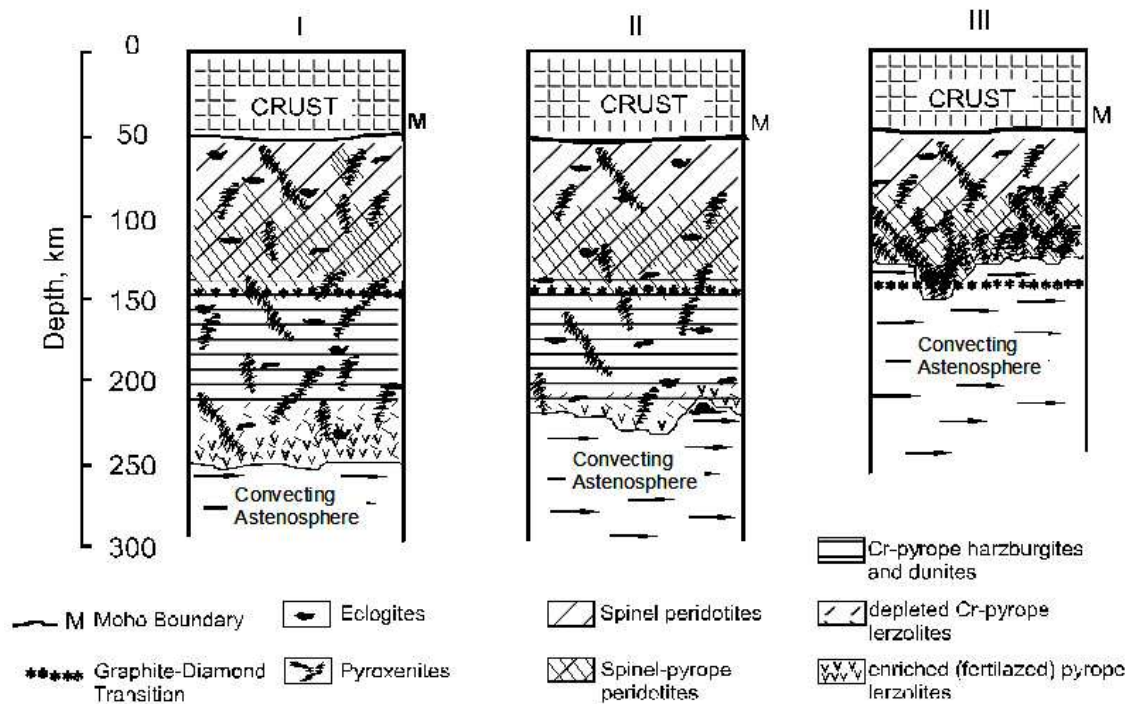 I
II
III
0
50
100
150
200
250
300
Depth, km
CRUST
M
CRUST
M
CRUST
M
Convecting
Astenosphere
Convecting
Astenosphere
Convecting
Astenosphere
M Moho Boundary
Graphite-Diamond
Transition
Eclogites
Pyroxenites
Spinel peridotites
Spinel-pyrope
peridotites
Cr-pyrope harzburgites
and dunites
depleted Cr-pyrope
lerzolites
enriched (fertilazed) pyrope
lerzolites